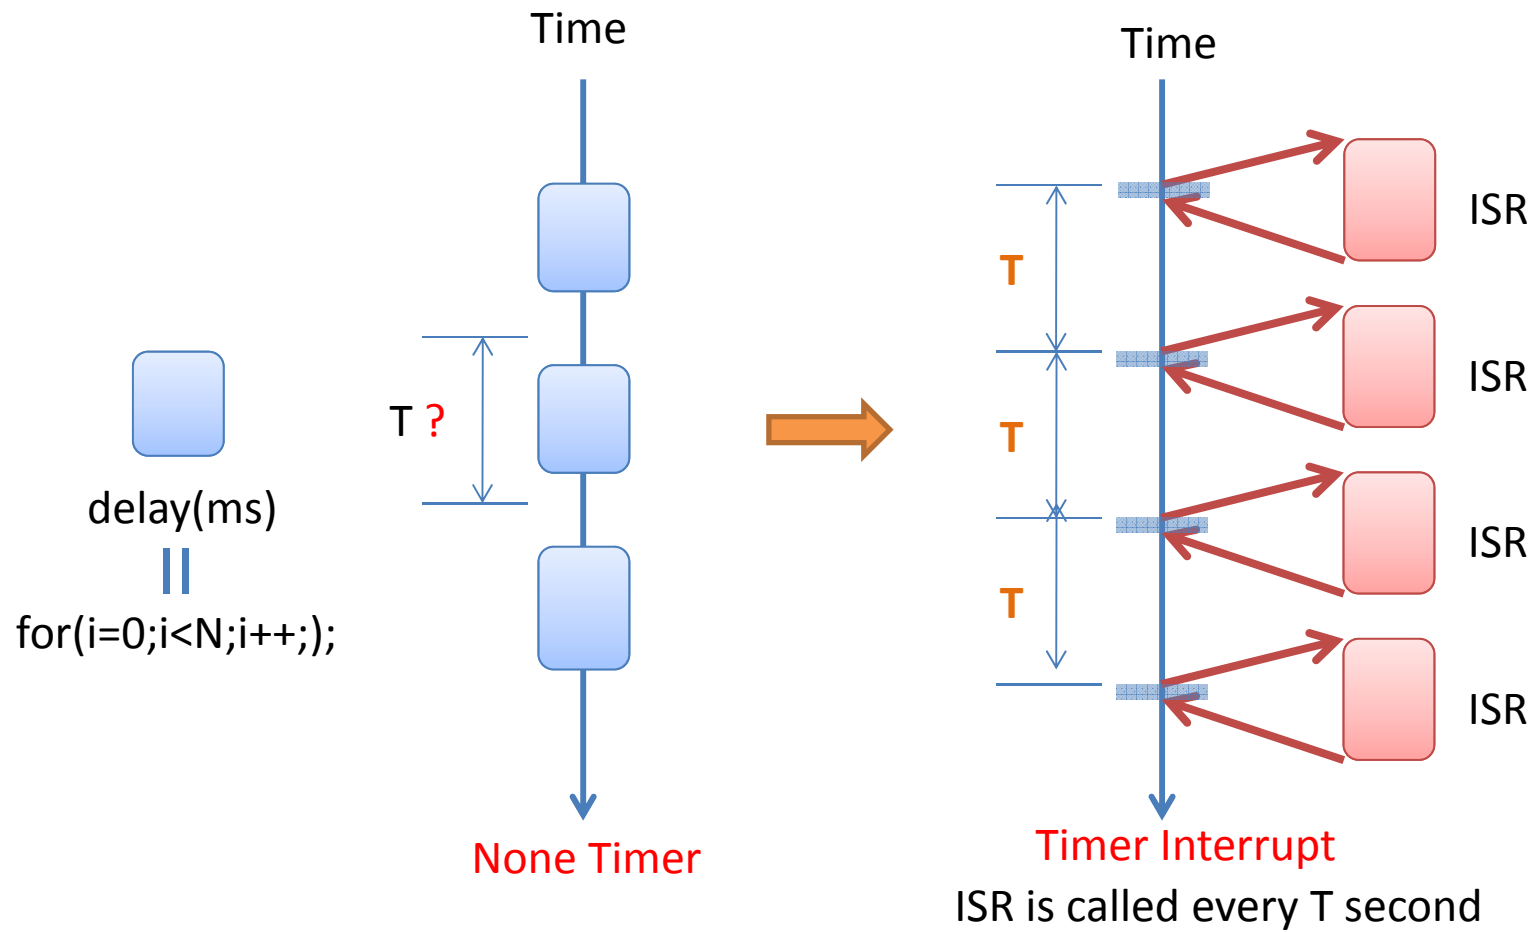 Time
T ?
delay(ms)
for(i=0;i<N;i++;);
None Timer
Time
T
T
T
ISR
ISR
ISR
ISR
Timer Interrupt
ISR is called every T second